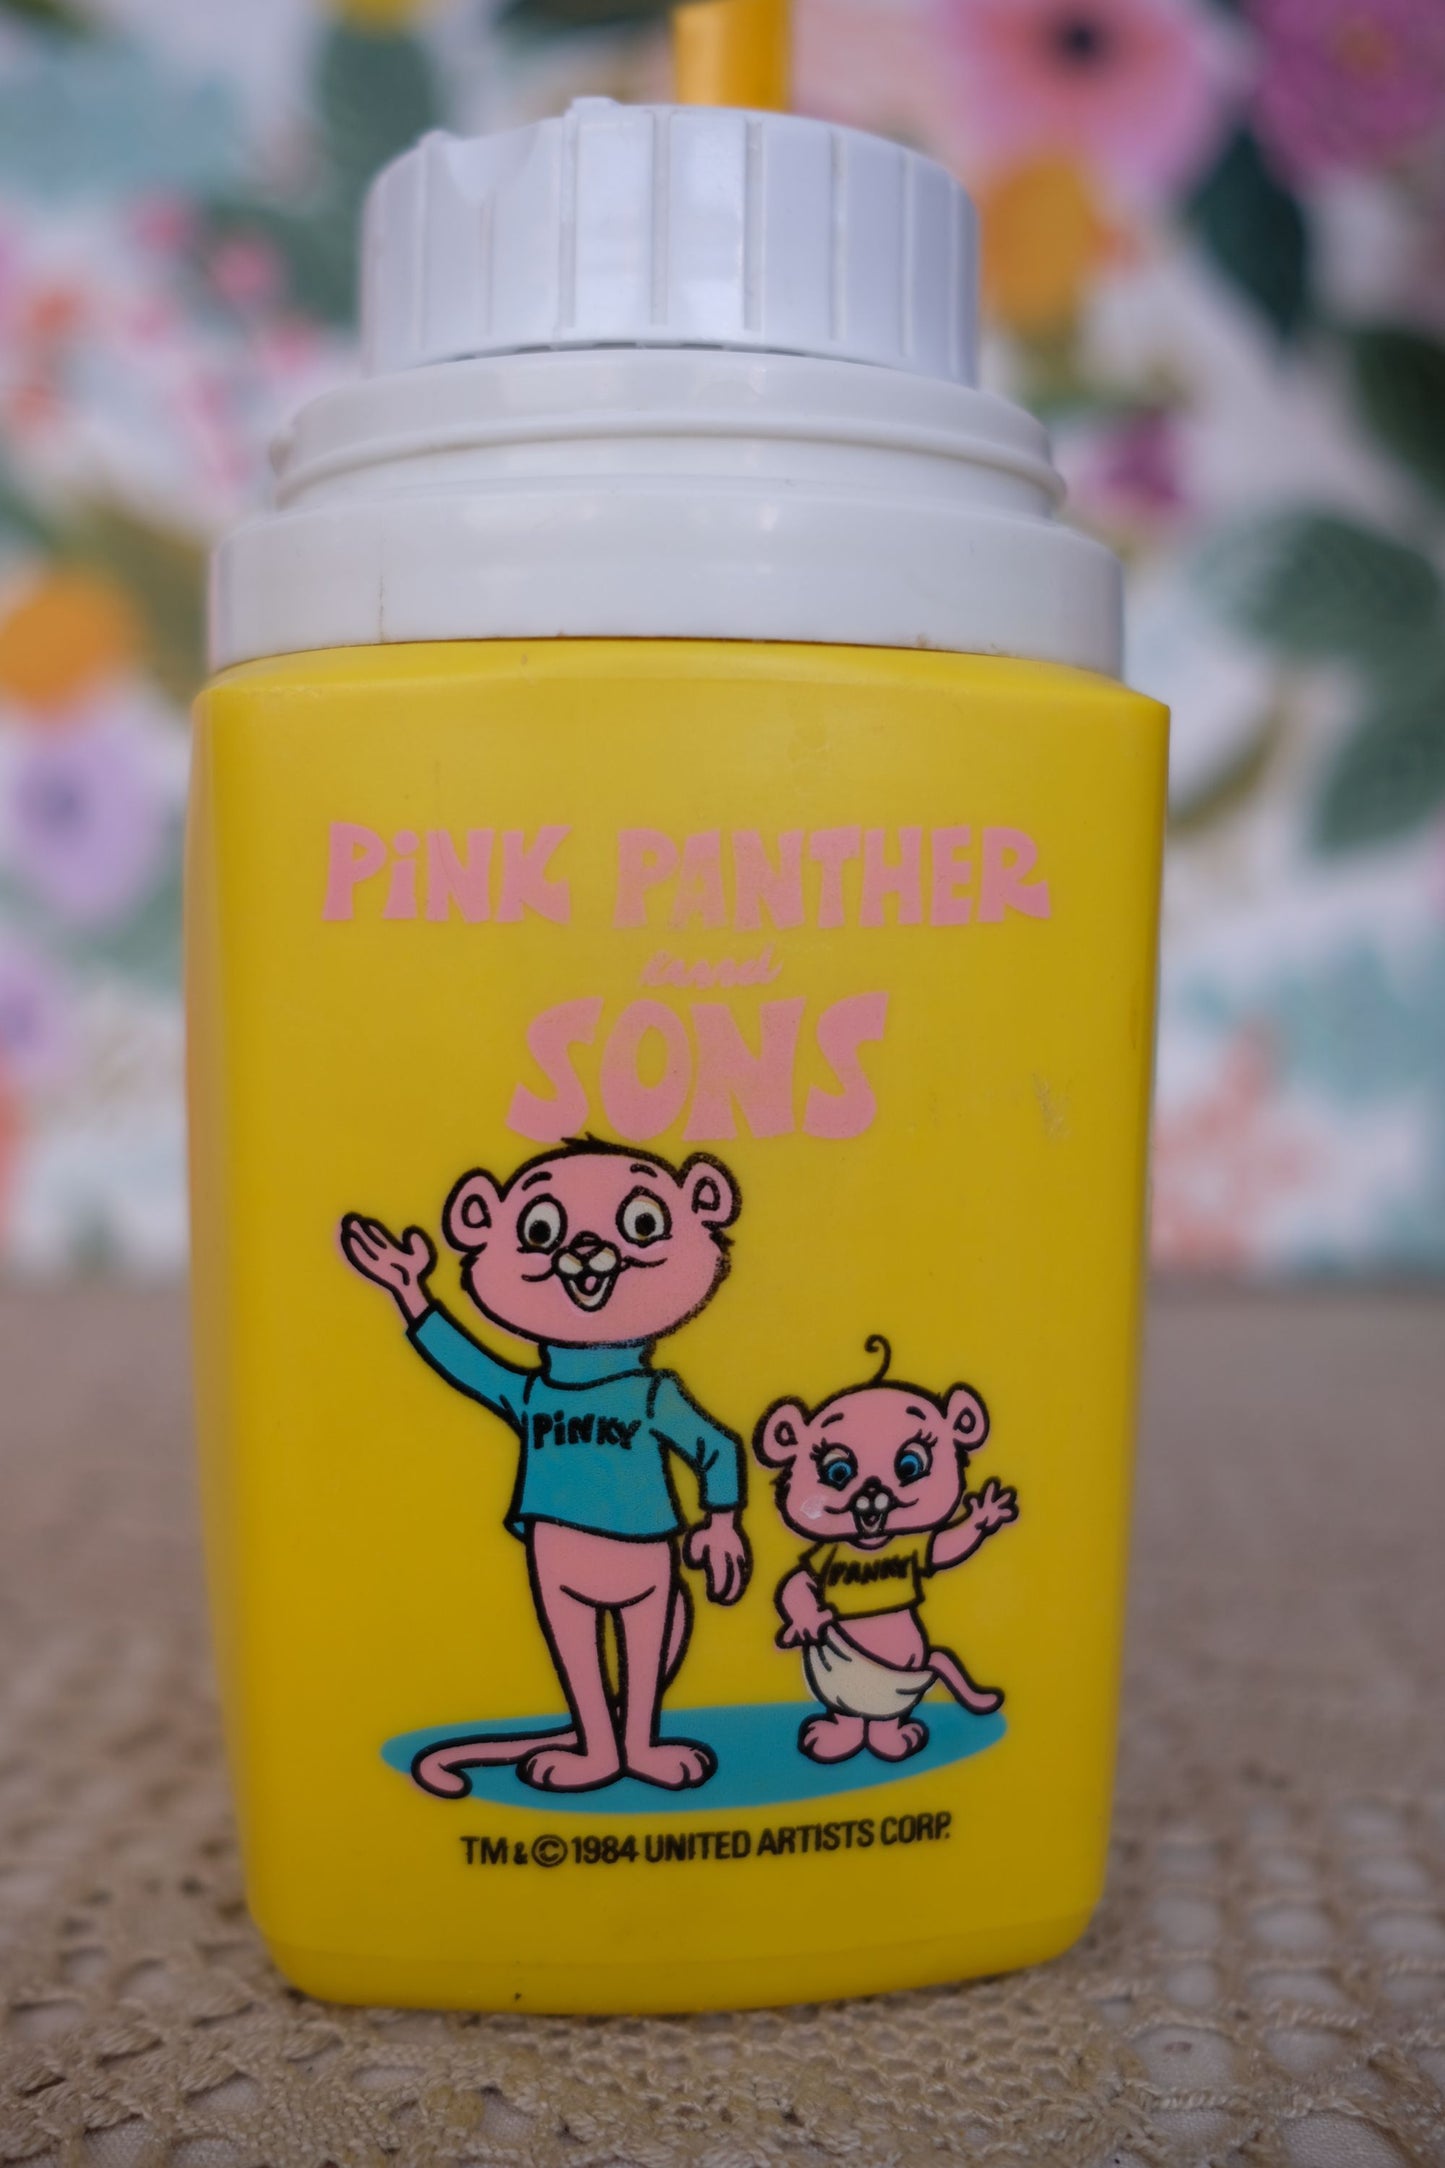 PiNK PANTHER
and
SONS
PiNKY
PANKY
TM & © 1984 UNITED ARTISTS CORP.